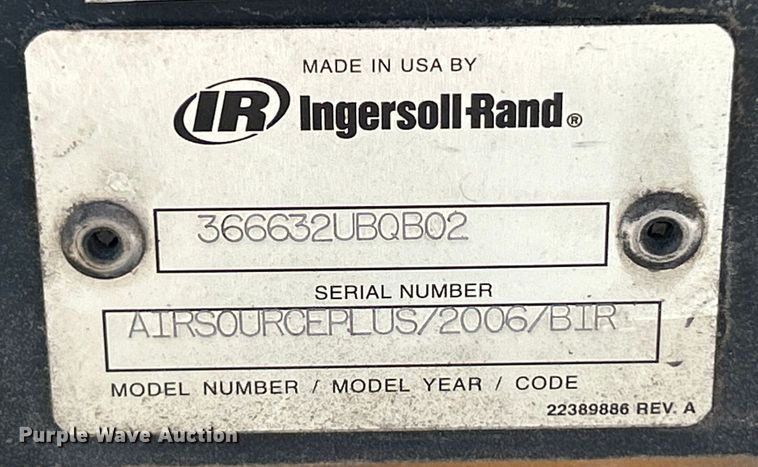 MADE IN USA BY
IR Ingersoll-Rand®
366632UBQB02
SERIAL NUMBER
AIRSOURCEPLUS/2006/BIR
MODEL NUMBER / MODEL YEAR / CODE
22389886 REV. A
Purple Wave Auction